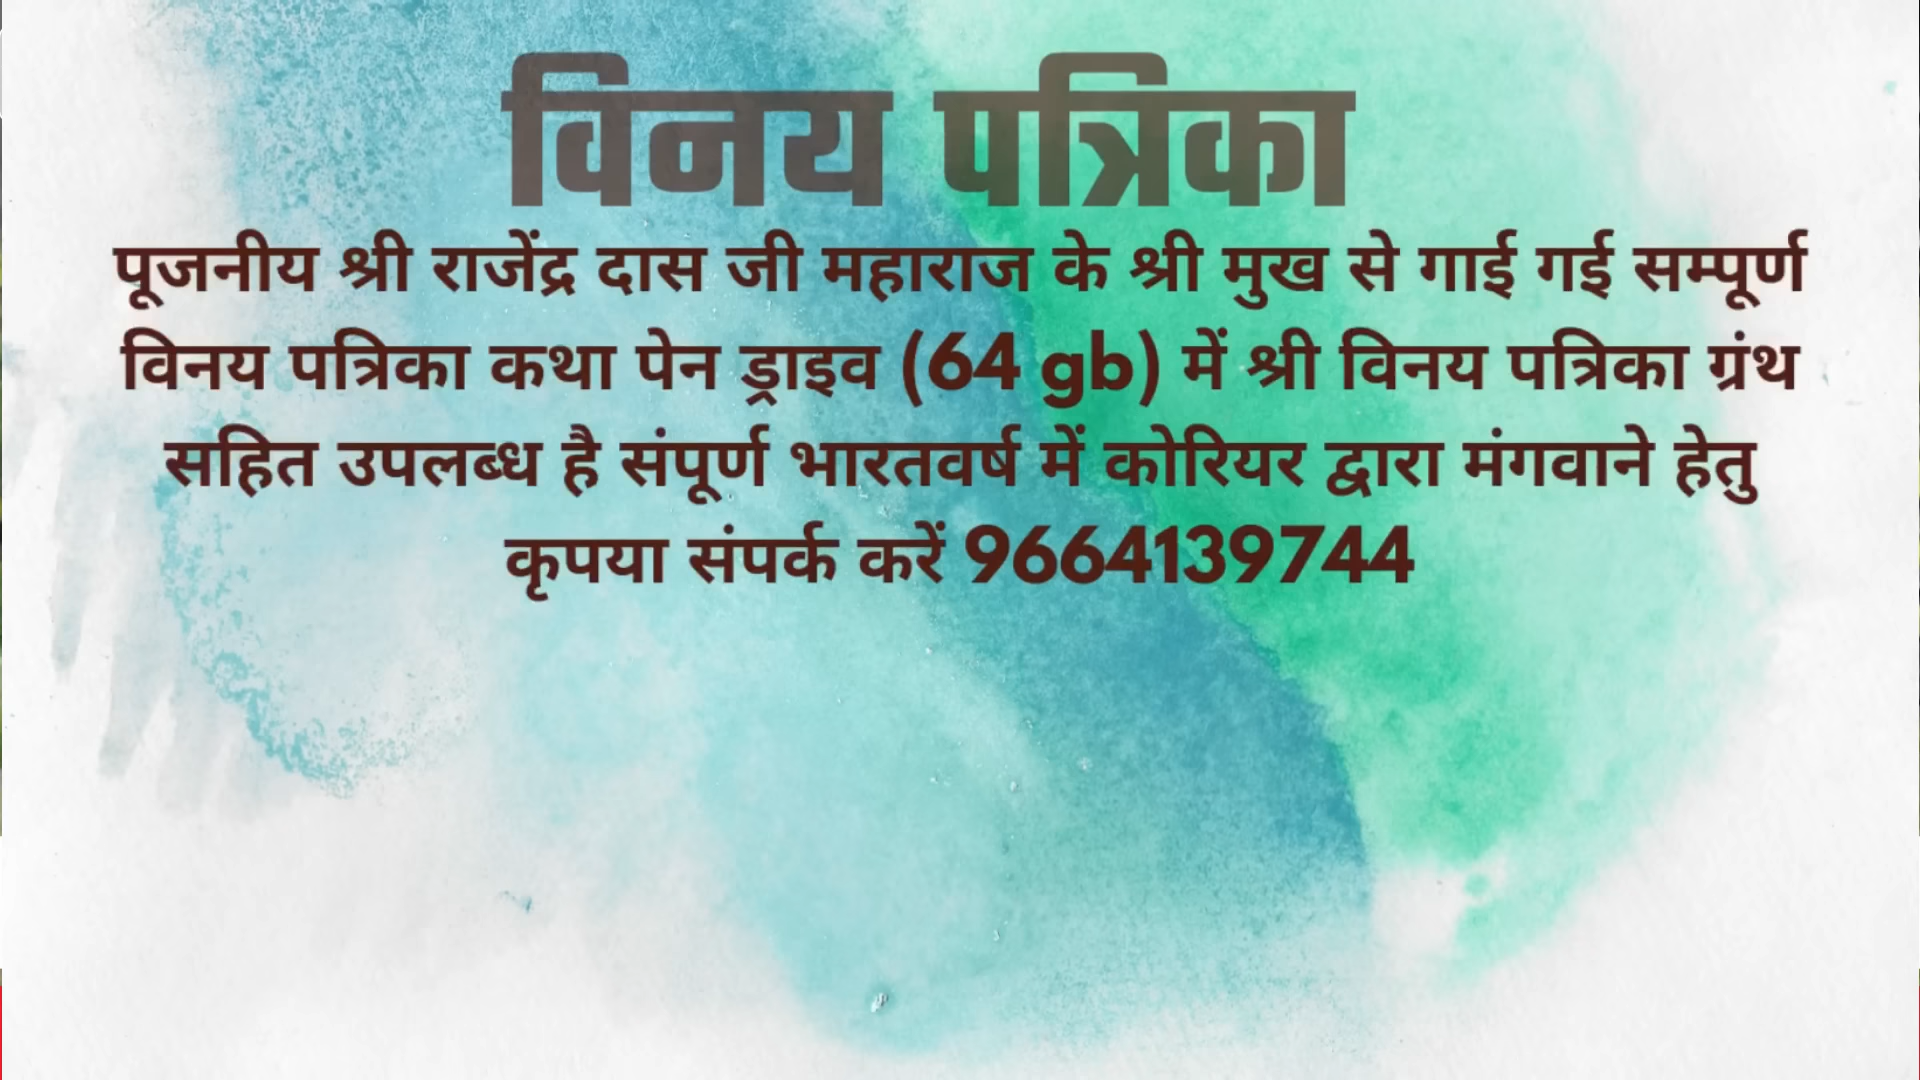 विनय पत्रिका
पूजनीय श्री राजेंद्र दास जी महाराज के श्री मुख से गाई गई सम्पूर्ण
विनय पत्रिका कथा पेन ड्राइव (64 gb) में श्री विनय पत्रिका ग्रंथ
सहित उपलब्ध है संपूर्ण भारतवर्ष में कोरियर द्वारा मंगवाने हेतु
कृपया संपर्क करें 9664139744